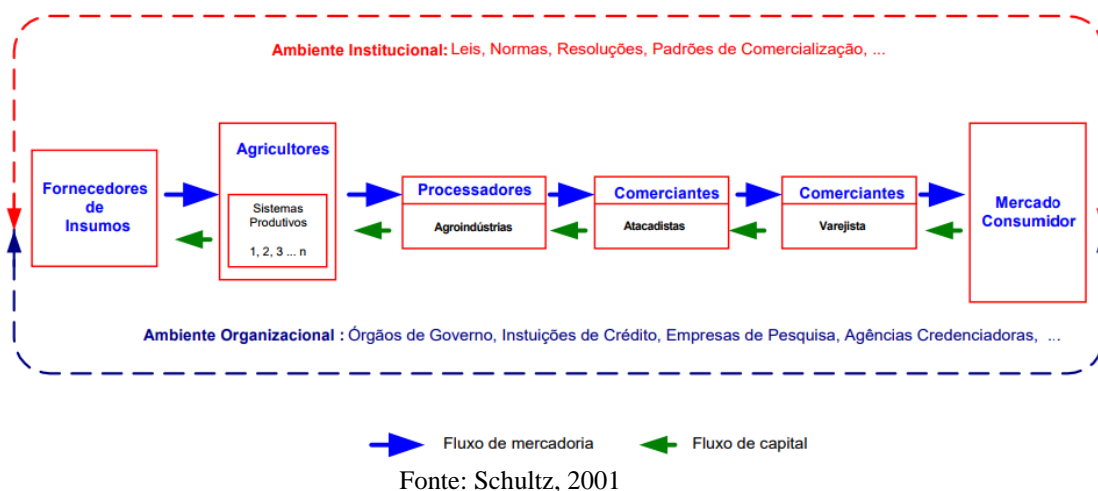 Ambiente Institucional: Leis, Normas, Resoluções, Padrões de Comercialização, ...
Fornecedores
de
Insumos
Agricultores
Sistemas
Produtivos
1, 2, 3 ... n
Processadores
Agroindústrias
Comerciantes
Atacadistas
Comerciantes
Varejista
Mercado
Consumidor
Ambiente Organizacional : Órgãos de Governo, Instuições de Crédito, Empresas de Pesquisa, Agências Credenciadoras, ...
Fluxo de mercadoria
Fluxo de capital
Fonte: Schultz, 2001